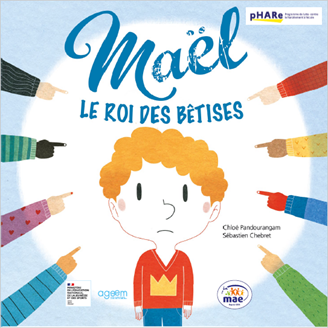 pHARe
Maël
LE ROI DES BÊTISES
Chloé Pandourangam
Sébastien Chebret
ageem
mae